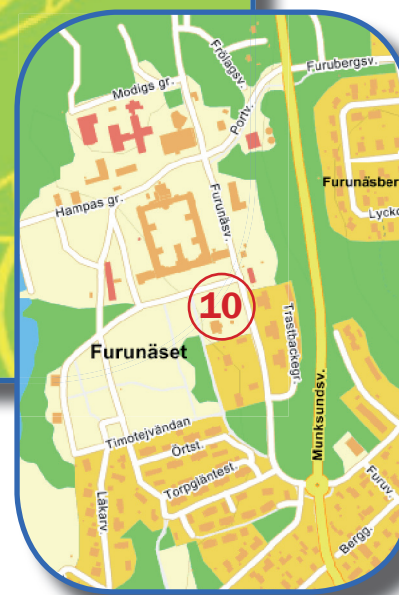 Frölagsv.
Furubergsv.
Modigs gr.
Portv.
Furunäsber
Hampas gr.
Furunäsv.
Lycko
10
Trastbackegr.
Furunäset
Munksundsv.
Timotejvändan
Örtst.
Torpgläntest.
Läkarv.
Furuv.
Bergg.